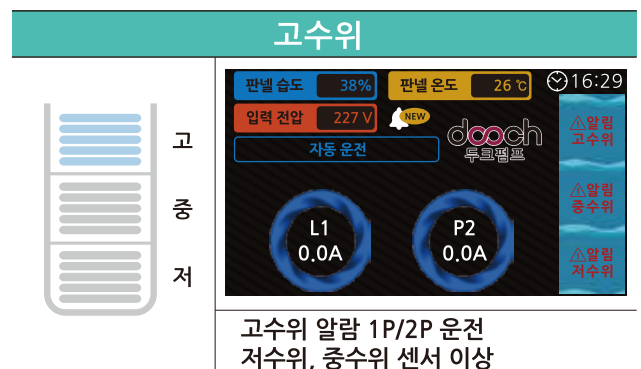 고수위
고
중
저
판넬 습도 38%
판넬 온도 26 ℃
16:29
입력 전압 227 V
NEW
dooch
두크펌프
자동 운전
L1
0.0A
P2
0.0A
⚠알림
고수위
⚠알림
중수위
⚠알림
저수위
고수위 알람 1P/2P 운전
저수위, 중수위 센서 이상